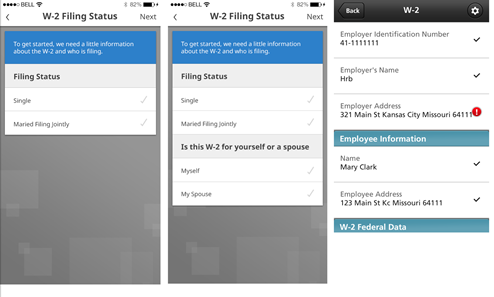 BELL 82%
W-2 Filing Status Next
To get started, we need a little information
about the W-2 and who is filing.
Filing Status
Single
Maried Filing Jointly
BELL 82%
W-2 Filing Status Next
To get started, we need a little information
about the W-2 and who is filing.
Filing Status
Single
Maried Filing Jointly
Is this W-2 for yourself or a spouse
Myself
My Spouse
Back W-2
Employer Identification Number
41-1111111
Employer's Name
Hrb
Employer Address
321 Main St Kansas City Missouri 64111
Employee Information
Name
Mary Clark
Employee Address
123 Main St Kc Missouri 64111
W-2 Federal Data